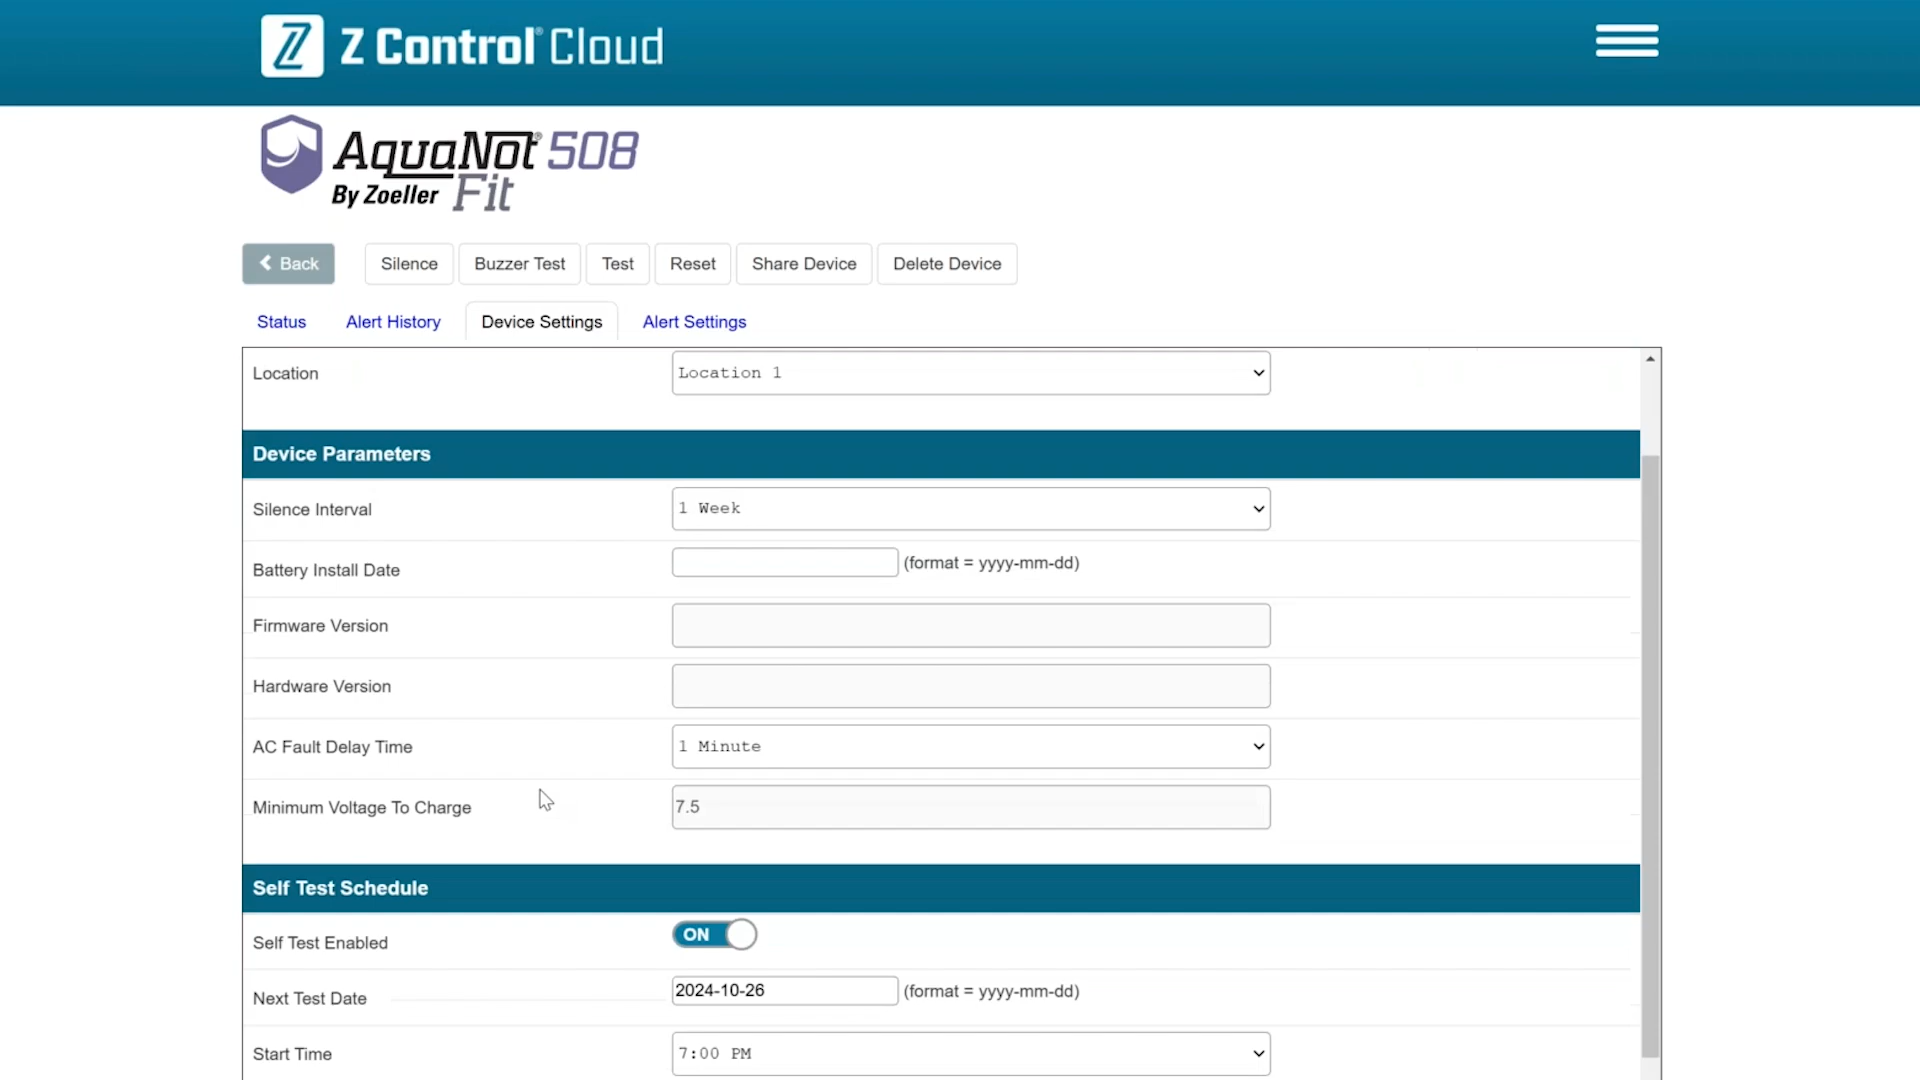 Z Control® Cloud
AquaNot® 508
By Zoeller Fit
Back
Silence
Buzzer Test
Test
Reset
Share Device
Delete Device
Status
Alert History
Device Settings
Alert Settings
Location
Location 1
Device Parameters
Silence Interval
1 Week
Battery Install Date
(format = yyyy-mm-dd)
Firmware Version
Hardware Version
AC Fault Delay Time
1 Minute
Minimum Voltage To Charge
7.5
Self Test Schedule
Self Test Enabled
ON
Next Test Date
2024-10-26
(format = yyyy-mm-dd)
Start Time
7:00 PM